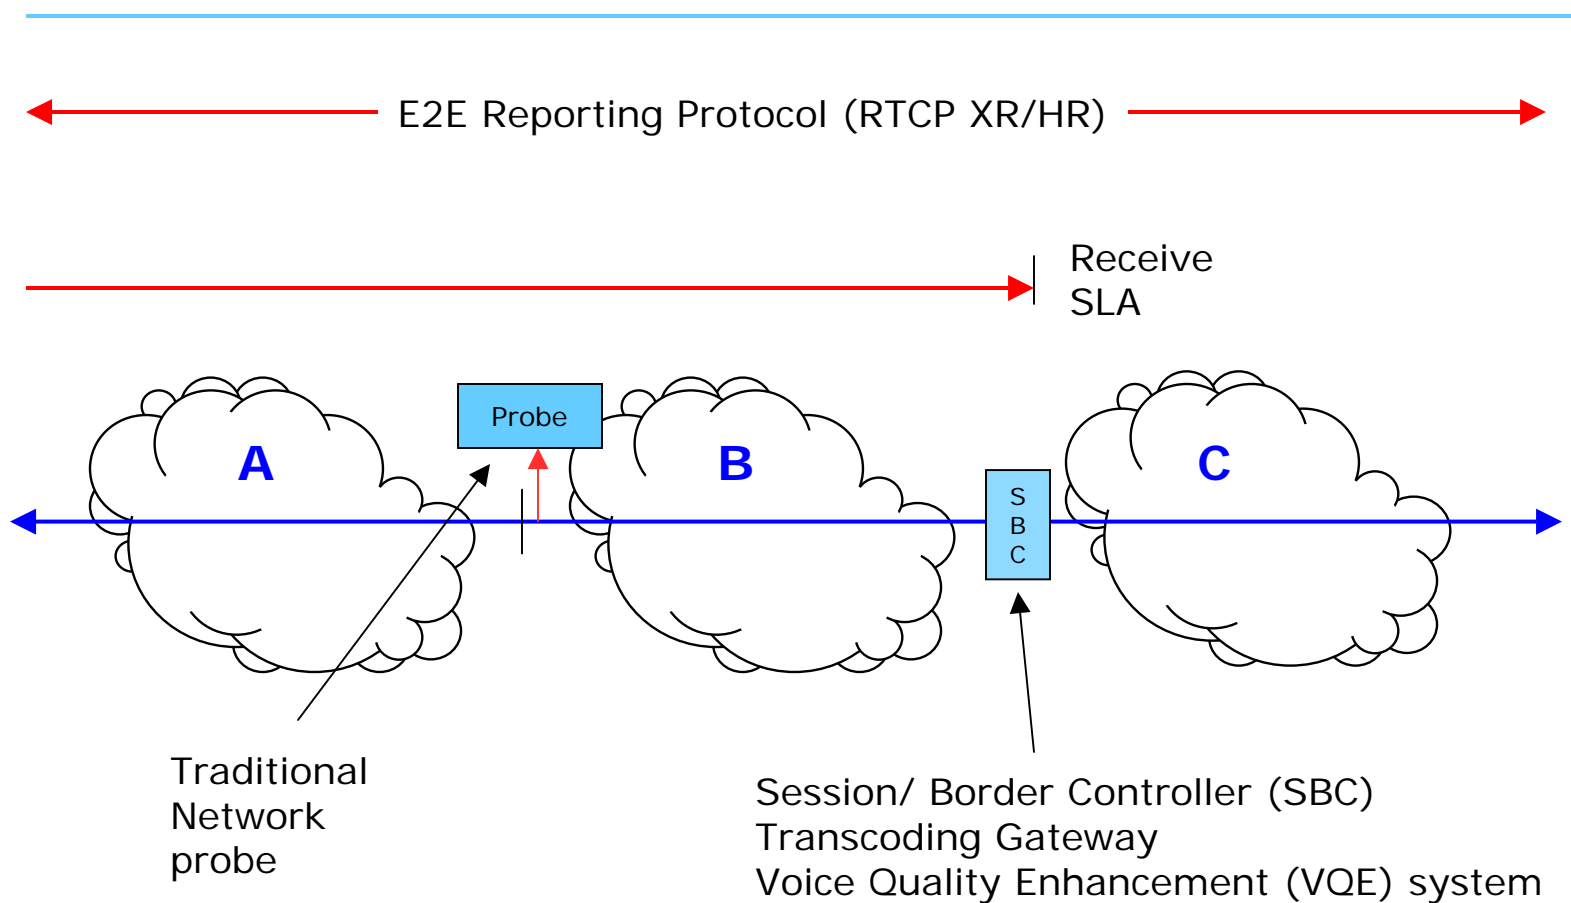 E2E Reporting Protocol (RTCP XR/HR)
Receive
SLA
Probe
A
B
C
S
B
C
Traditional
Network
probe
Session/ Border Controller (SBC)
Transcoding Gateway
Voice Quality Enhancement (VQE) system